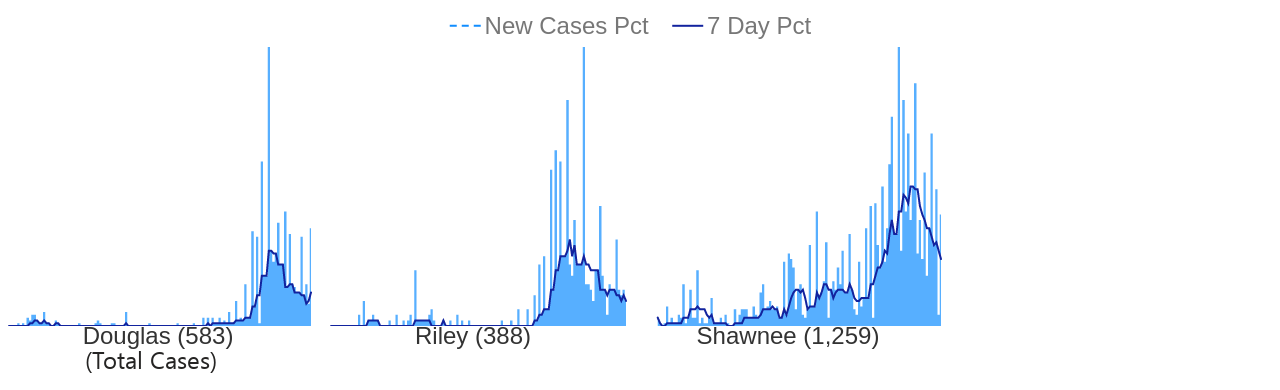 New Cases Pct 7 Day Pct
Douglas (583) Riley (388) Shawnee (1,259)
(Total Cases)